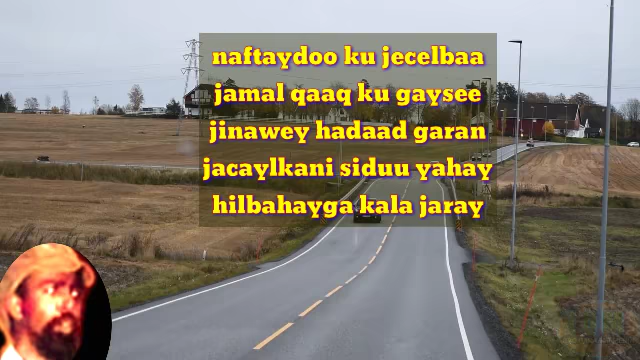 naftaydoo ku jecelbaa
jamal qaaq ku gaysee
jinawey hadaad garan
jacaylkani siduu yahay
hilbahayga kala jaray